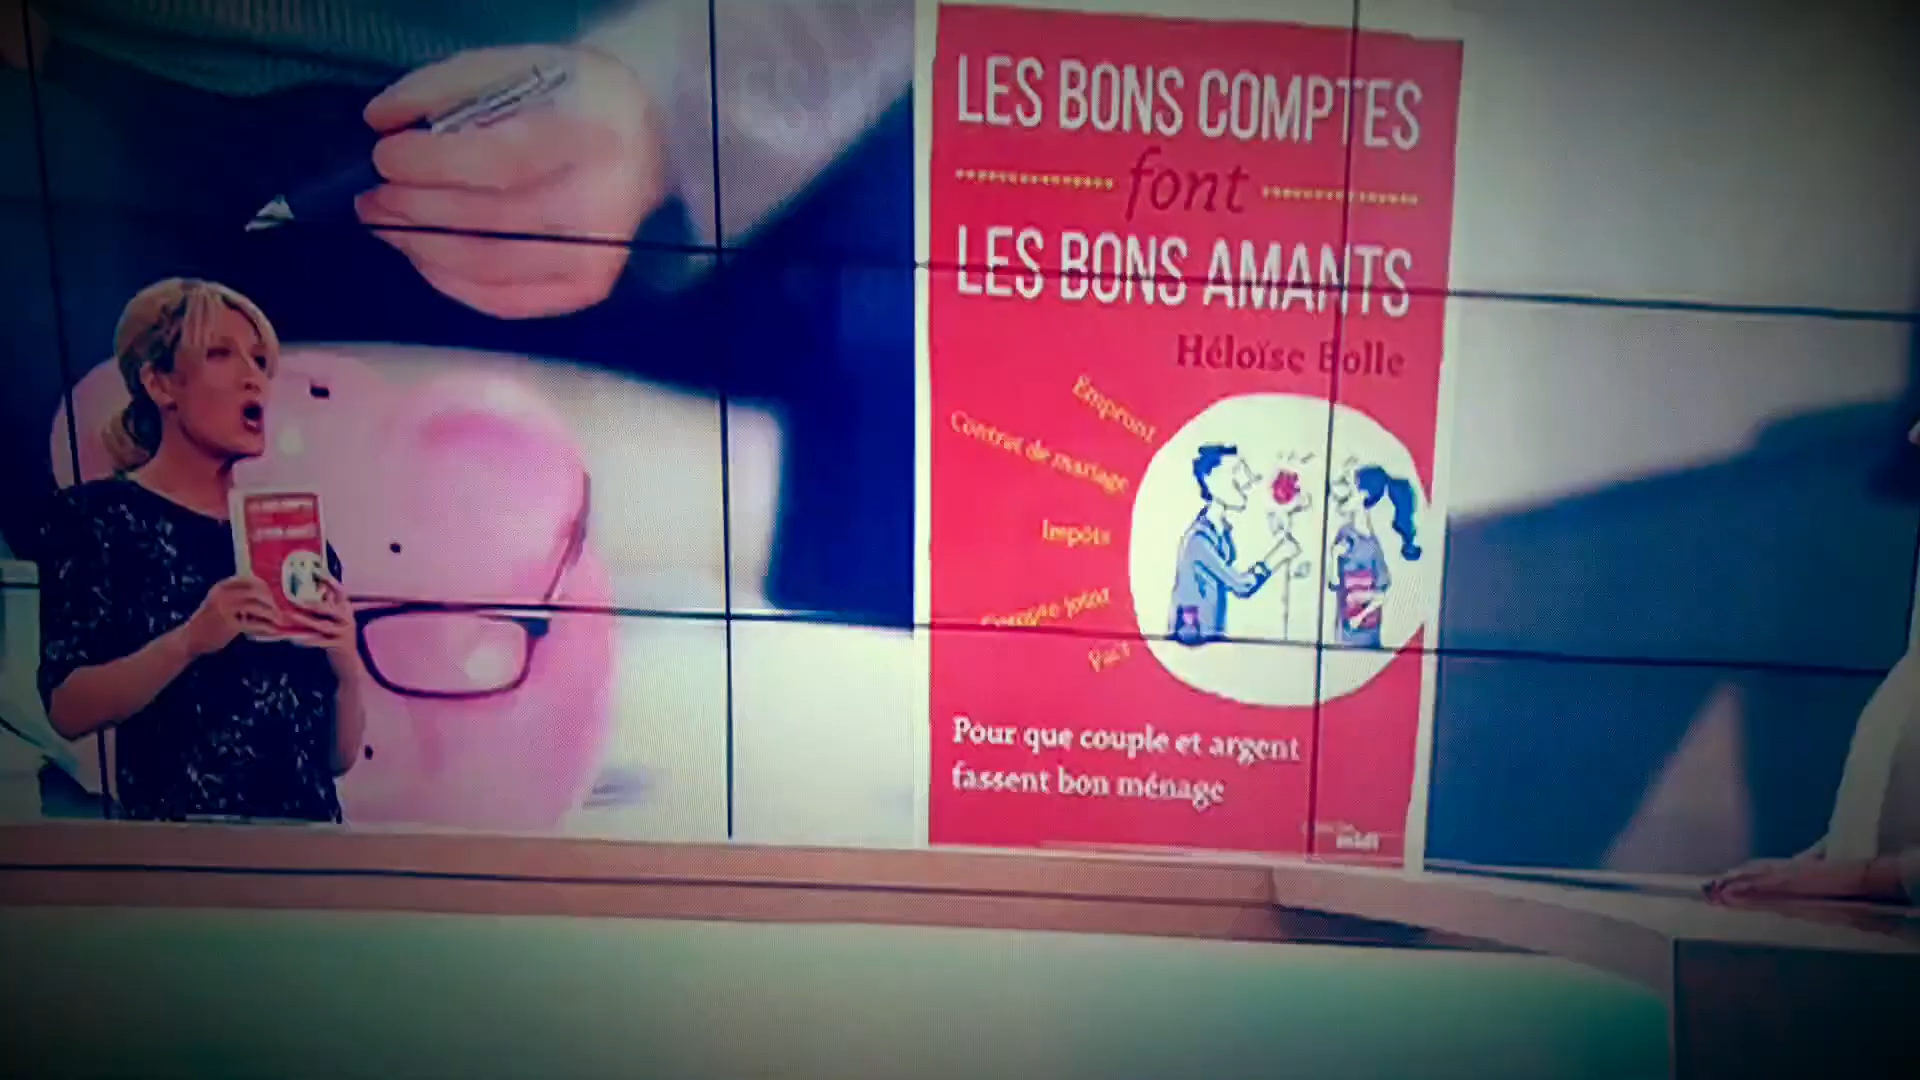 LES BONS COMPTES
font
LES BONS AMANTS
Héloïse Bolle
Emprunt
Contrat de mariage
Impôts
Compte joint
Pacs
Pour que couple et argent
fassent bon ménage
midi